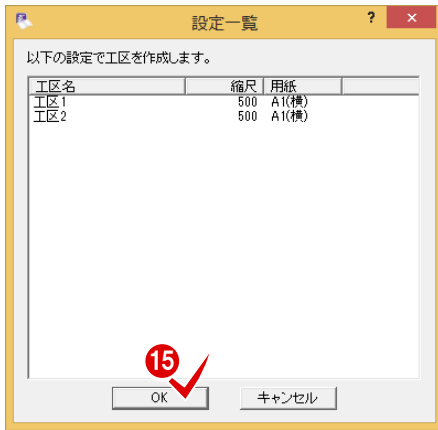 設定一覧 ? ×
以下の設定で工区を作成します。
工区名 縮尺 用紙
工区1 500 A1(横)
工区2 500 A1(横)
15
OK キャンセル